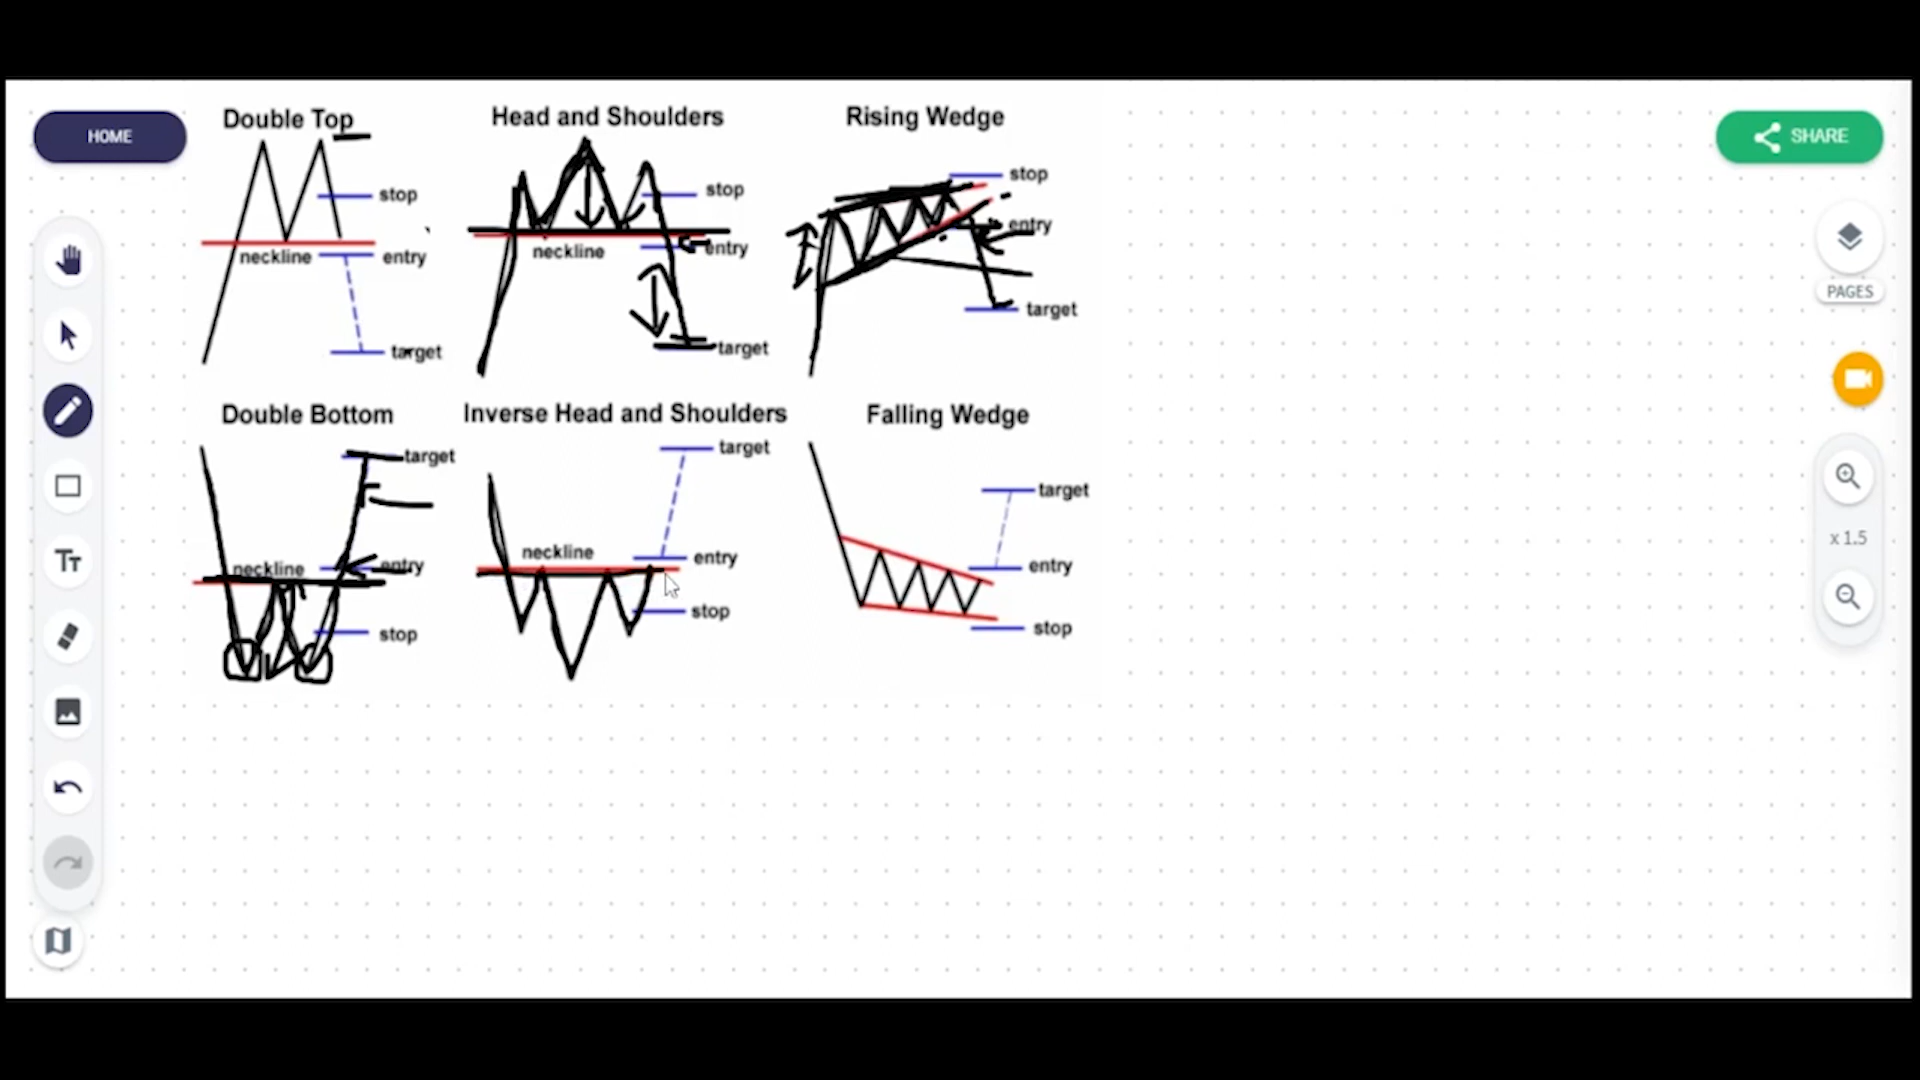 HOME
SHARE
PAGES
x 1.5
Tт
Double Top
stop
neckline
entry
target
Head and Shoulders
stop
neckline
entry
target
Rising Wedge
stop
entry
target
Double Bottom
target
neckline
entry
stop
Inverse Head and Shoulders
target
neckline
entry
stop
Falling Wedge
target
entry
stop